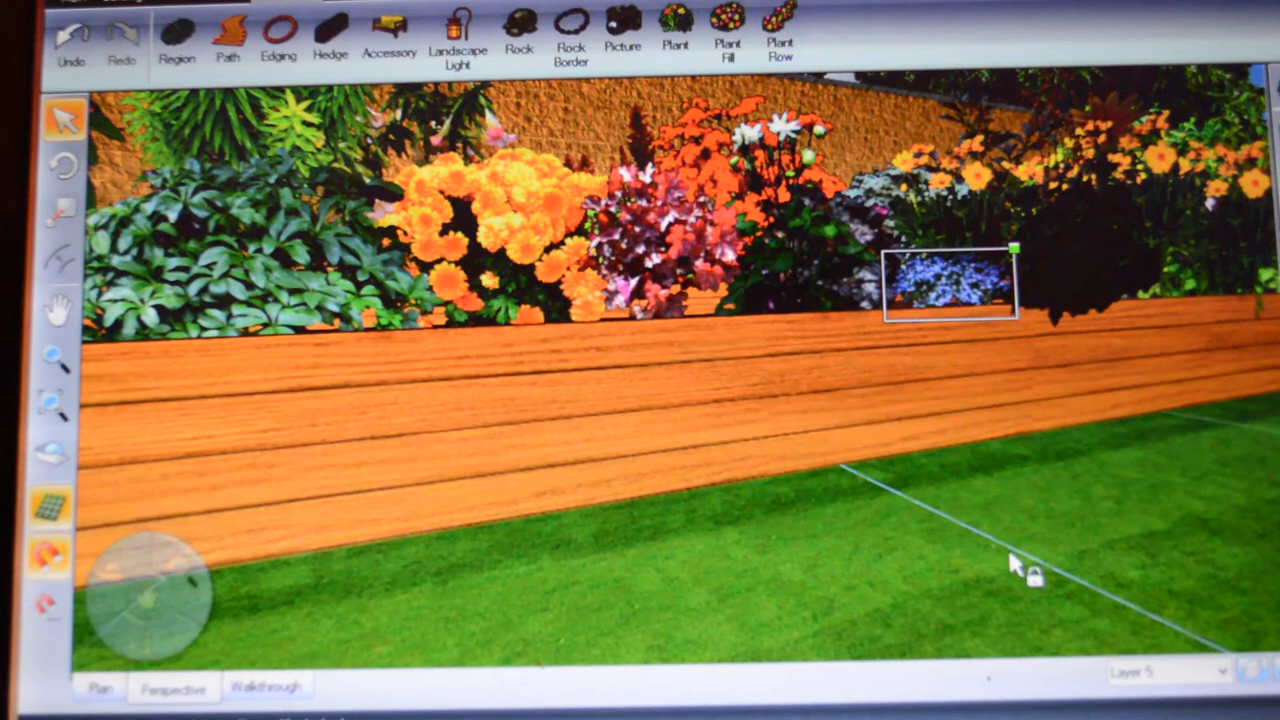 Undo
Redo
Region
Path
Edging
Hedge
Accessory
Landscape
Light
Rock
Rock
Border
Picture
Plant
Plant
Fill
Plant
Row
Plan
Perspective
Walkthrough
Layer 5